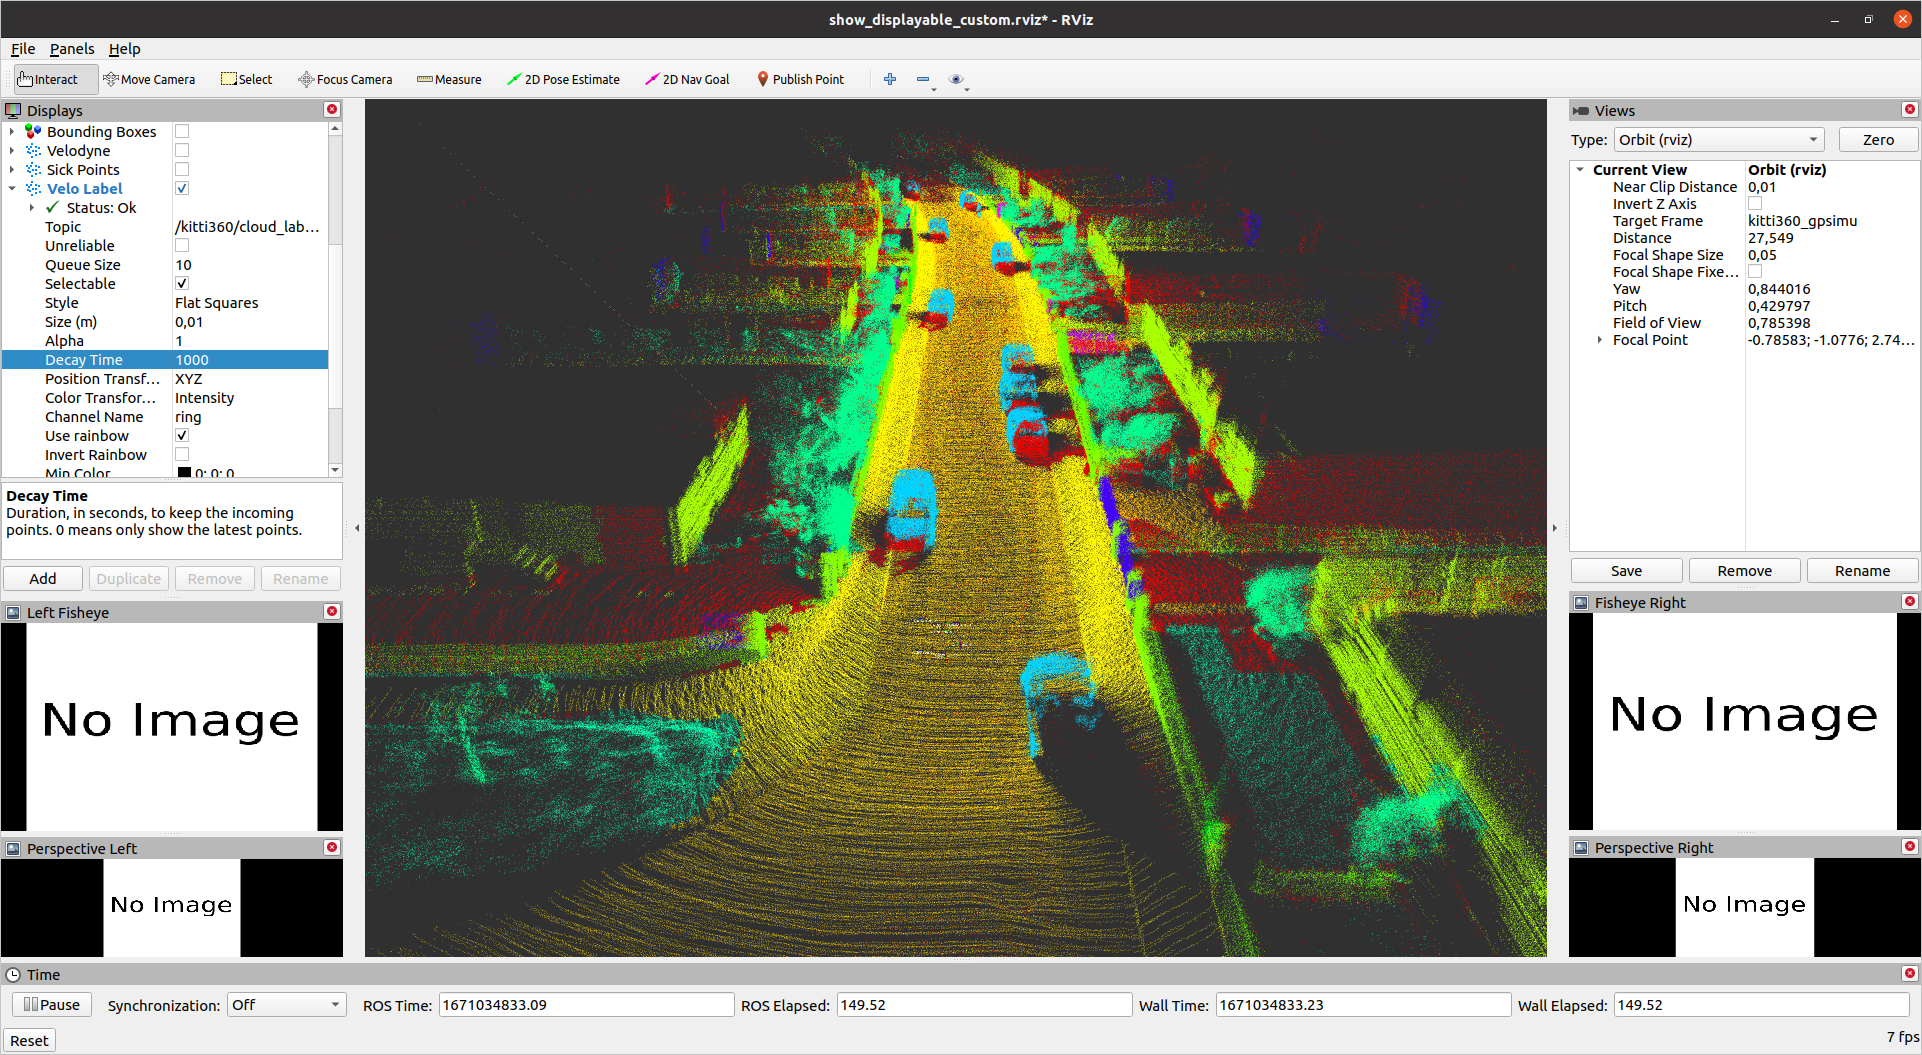 show_displayable_custom.rviz* - RViz
File Panels Help
Interact Move Camera Select Focus Camera Measure 2D Pose Estimate 2D Nav Goal Publish Point
Displays
Bounding Boxes
Velodyne
Sick Points
Velo Label
Status: Ok
Topic /kitti360/cloud_lab...
Unreliable
Queue Size 10
Selectable
Style Flat Squares
Size (m) 0,01
Alpha 1
Decay Time 1000
Position Transf... XYZ
Color Transfor... Intensity
Channel Name ring
Use rainbow
Invert Rainbow
Min Color 0; 0; 0
Decay Time
Duration, in seconds, to keep the incoming
points. 0 means only show the latest points.
Add Duplicate Remove Rename
Left Fisheye
No Image
Perspective Left
No Image
Views
Type: Orbit (rviz) Zero
Current View Orbit (rviz)
Near Clip Distance 0,01
Invert Z Axis
Target Frame kitti360_gpsimu
Distance 27,549
Focal Shape Size 0,05
Focal Shape Fixe...
Yaw 0,844016
Pitch 0,429797
Field of View 0,785398
Focal Point -0.78583; -1.0776; 2.74...
Save Remove Rename
Fisheye Right
No Image
Perspective Right
No Image
Time
Pause Synchronization: Off ROS Time: 1671034833.09 ROS Elapsed: 149.52 Wall Time: 1671034833.23 Wall Elapsed: 149.52
Reset 7 fps